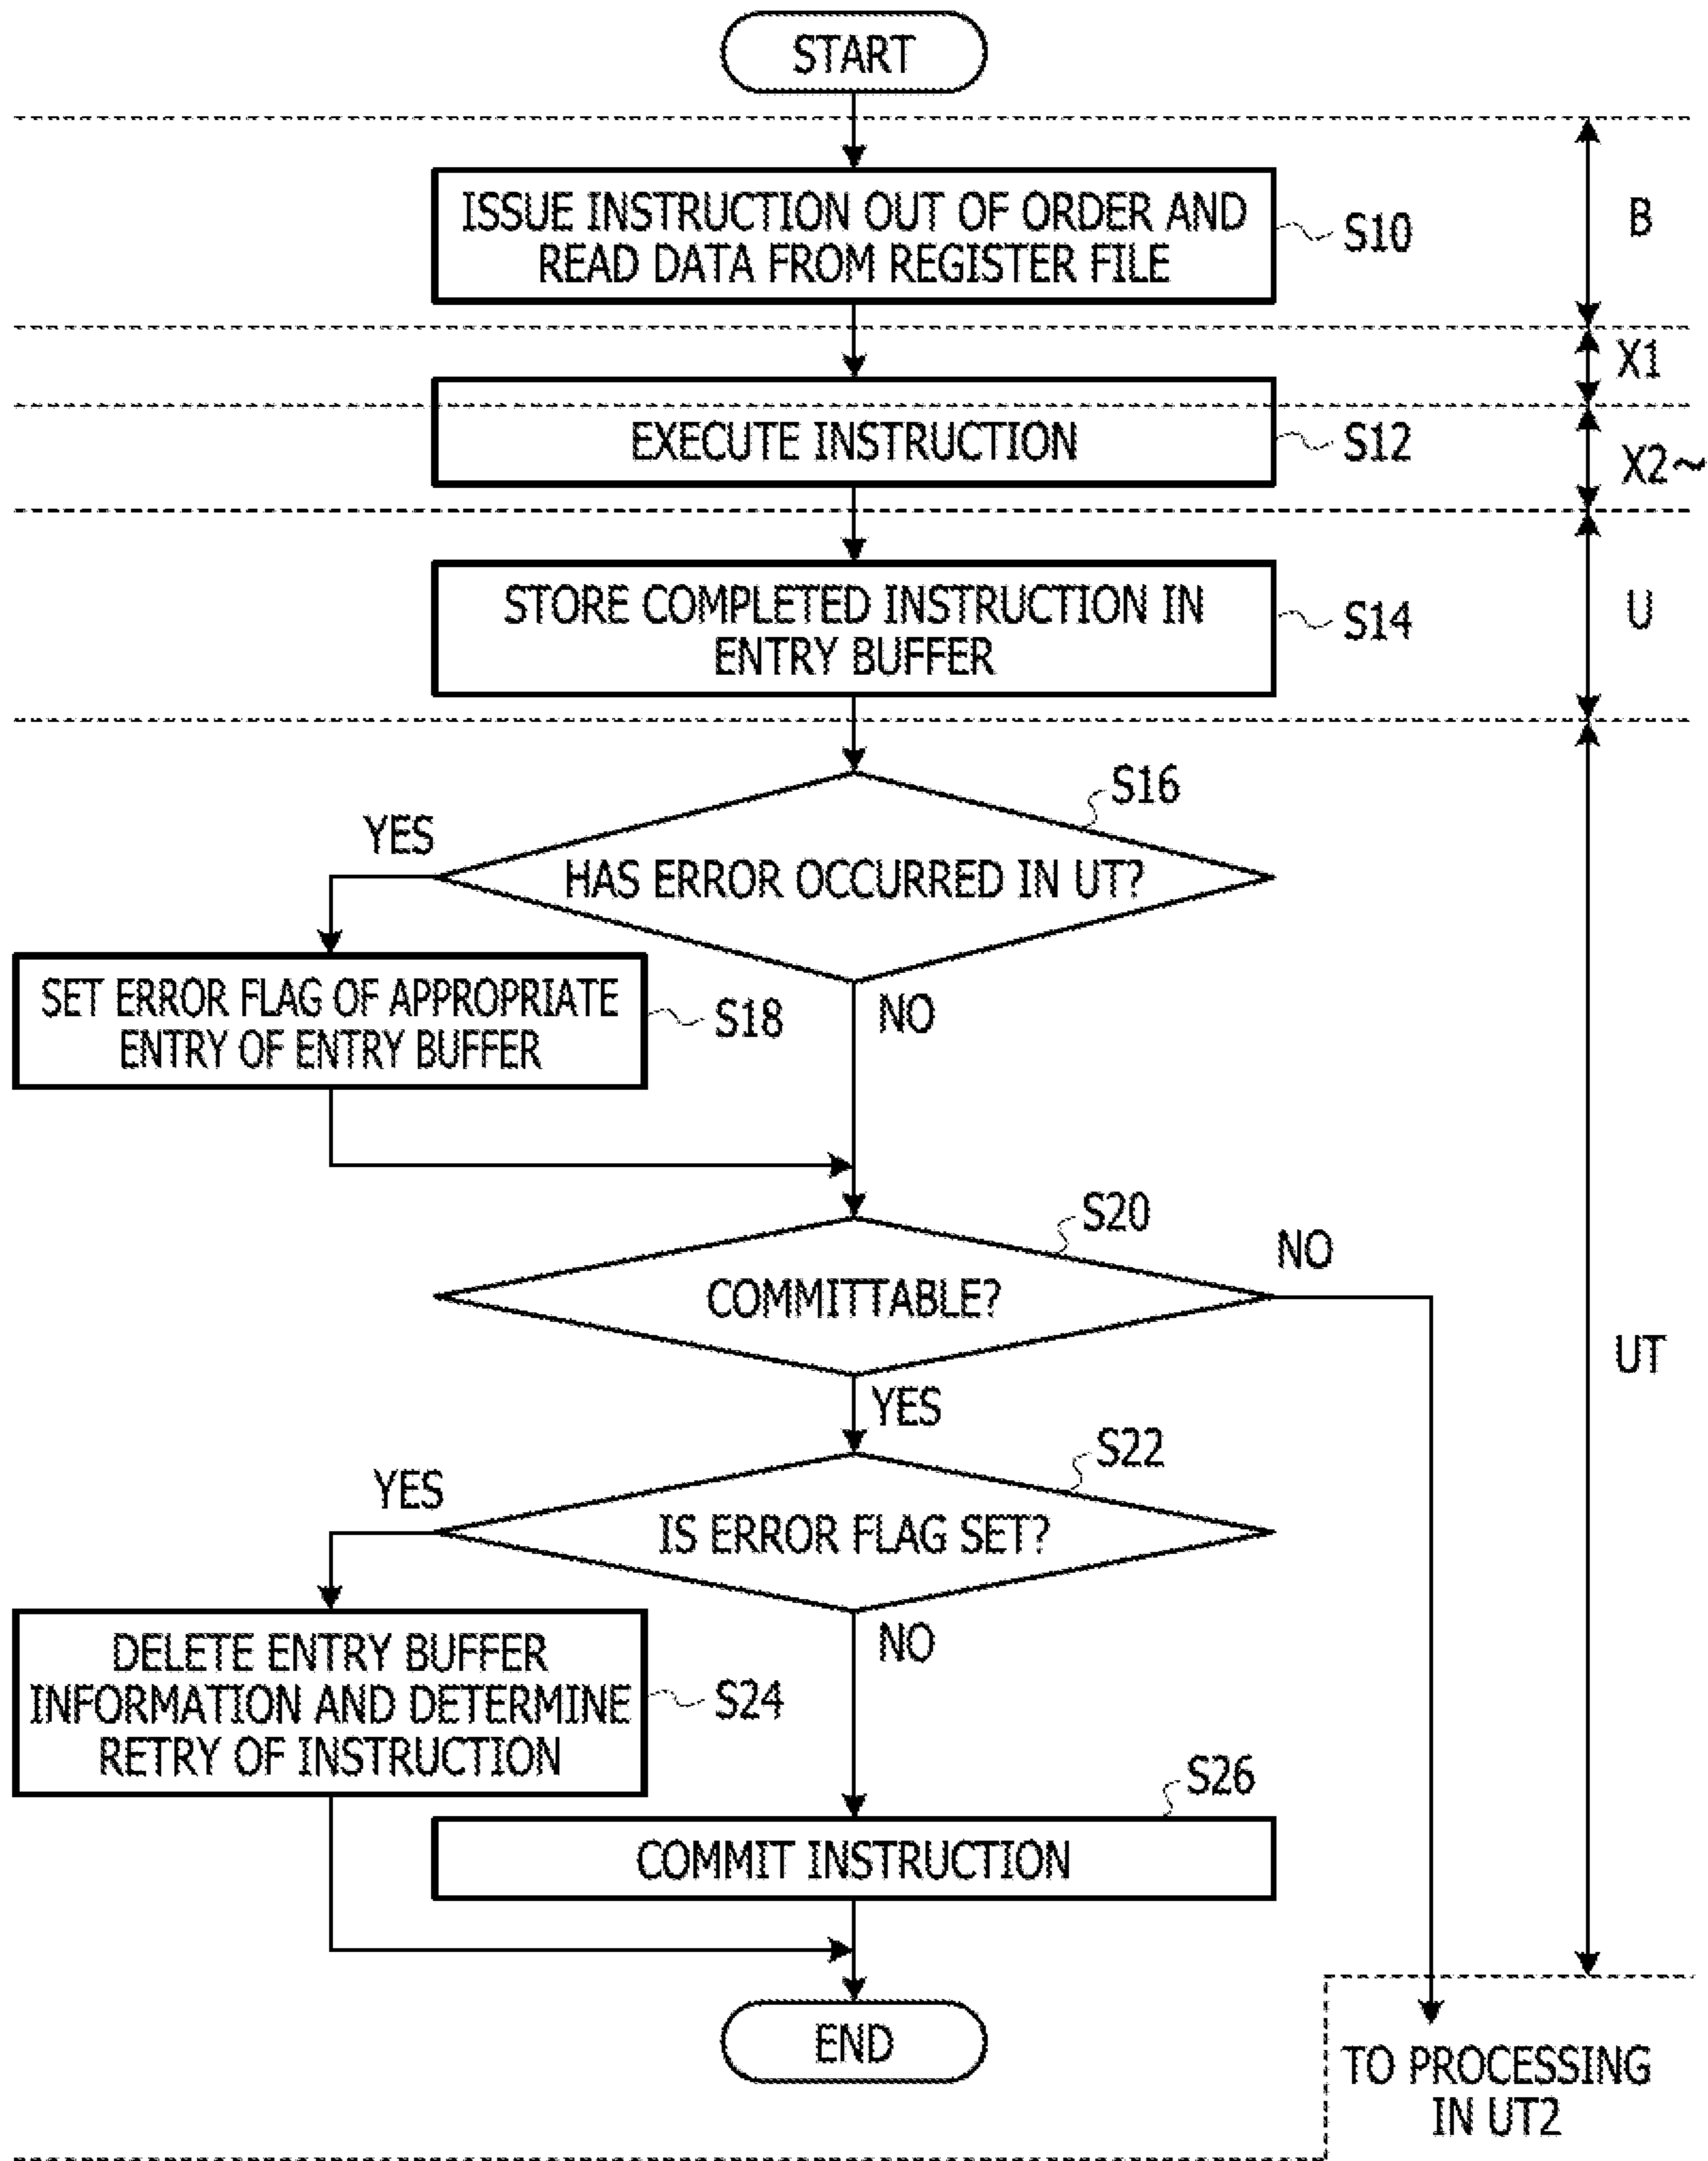 START
ISSUE INSTRUCTION OUT OF ORDER AND
READ DATA FROM REGISTER FILE
S10
B
X1
EXECUTE INSTRUCTION
S12
X2~
STORE COMPLETED INSTRUCTION IN
ENTRY BUFFER
S14
U
S16
YES
HAS ERROR OCCURRED IN UT?
SET ERROR FLAG OF APPROPRIATE
ENTRY OF ENTRY BUFFER
S18
NO
S20
NO
COMMITTABLE?
UT
YES
S22
YES
IS ERROR FLAG SET?
NO
DELETE ENTRY BUFFER
INFORMATION AND DETERMINE
RETRY OF INSTRUCTION
S24
S26
COMMIT INSTRUCTION
END
TO PROCESSING
IN UT2